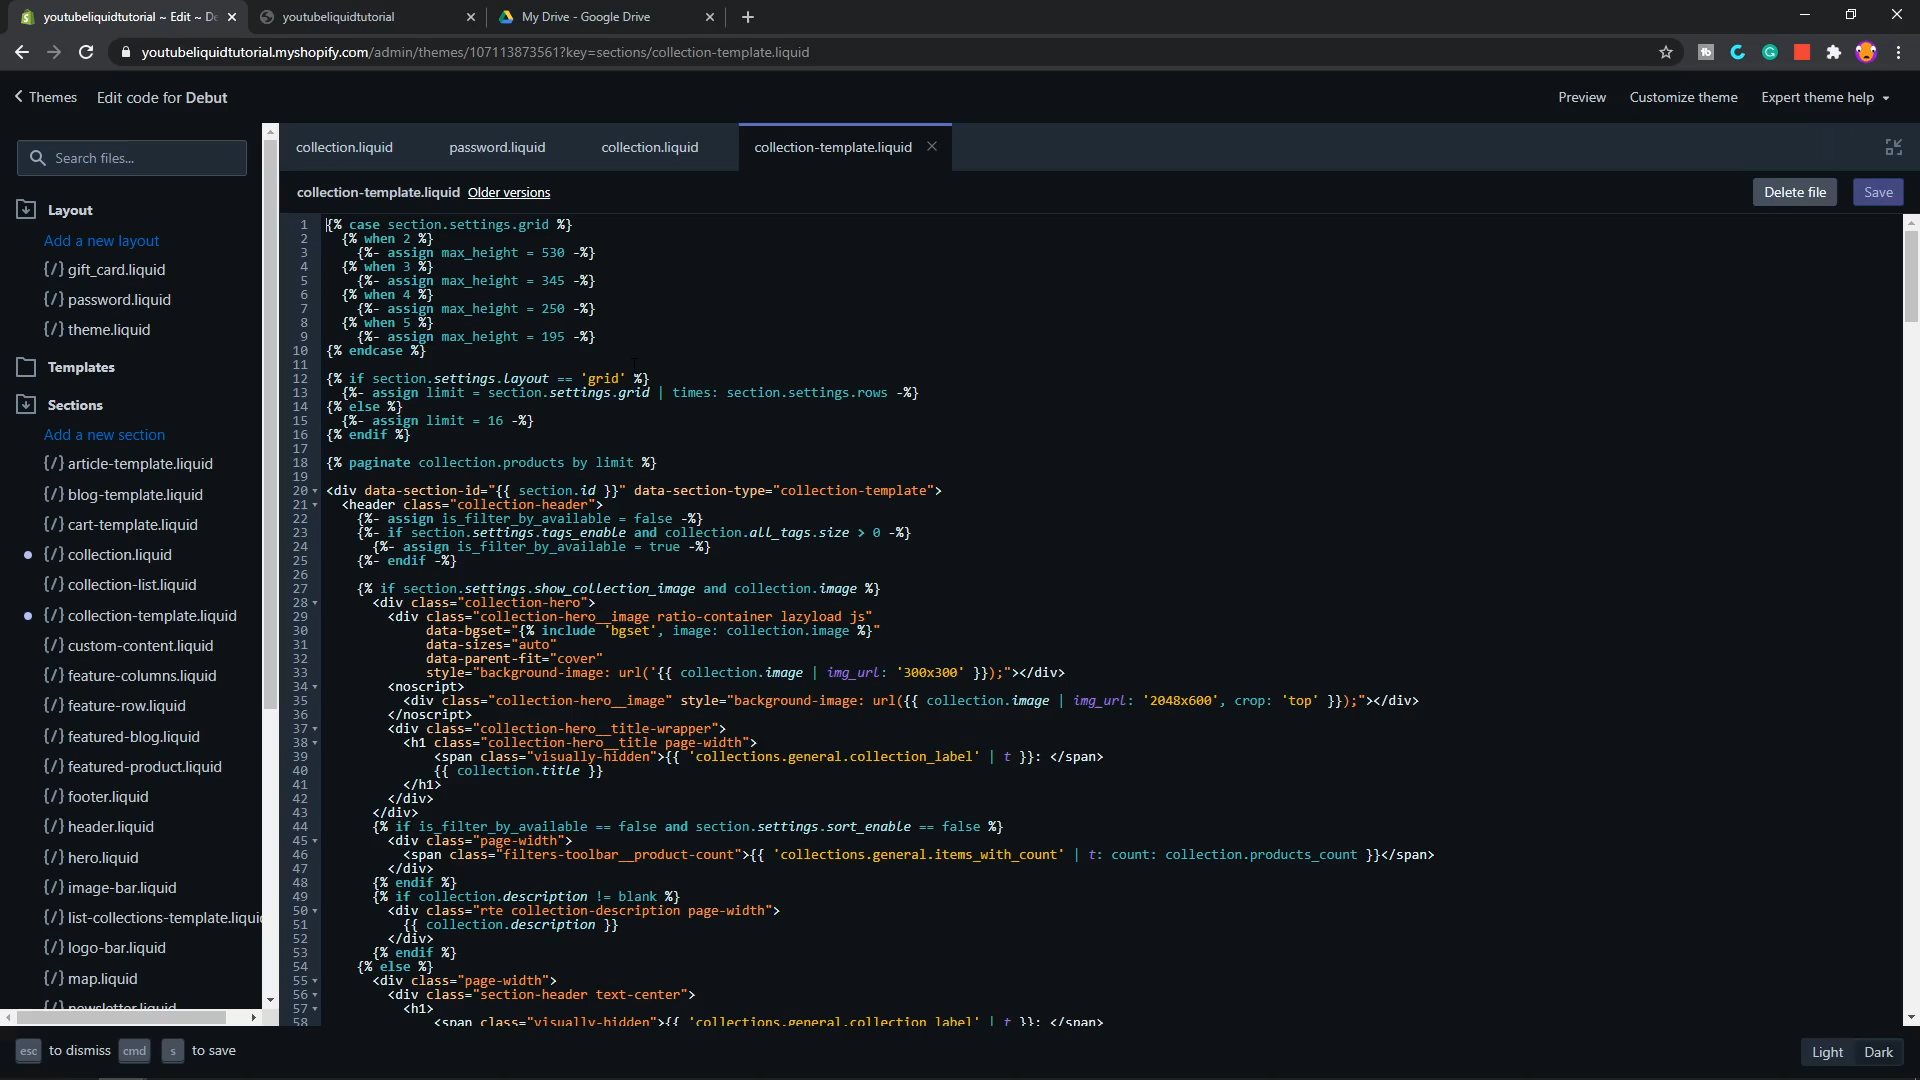 youtubeliquidtutorial ~ Edit ~ De
youtubeliquidtutorial
My Drive - Google Drive
youtubeliquidtutorial.myshopify.com/admin/themes/107113873561?key=sections/collection-template.liquid
Themes
Edit code for Debut
Preview
Customize theme
Expert theme help
Search files...
Layout
Add a new layout
{/} gift_card.liquid
{/} password.liquid
{/} theme.liquid
Templates
Sections
Add a new section
{/} article-template.liquid
{/} blog-template.liquid
{/} cart-template.liquid
{/} collection.liquid
{/} collection-list.liquid
{/} collection-template.liquid
{/} custom-content.liquid
{/} feature-columns.liquid
{/} feature-row.liquid
{/} featured-blog.liquid
{/} featured-product.liquid
{/} footer.liquid
{/} header.liquid
{/} hero.liquid
{/} image-bar.liquid
{/} list-collections-template.liquid
{/} logo-bar.liquid
{/} map.liquid
{/} newsletter.liquid
collection.liquid
password.liquid
collection.liquid
collection-template.liquid
collection-template.liquid Older versions
Delete file
Save
1 {% case section.settings.grid %}
2 {% when 2 %}
3 {%- assign max_height = 530 -%}
4 {% when 3 %}
5 {%- assign max_height = 345 -%}
6 {% when 4 %}
7 {%- assign max_height = 250 -%}
8 {% when 5 %}
9 {%- assign max_height = 195 -%}
10 {% endcase %}
11
12 {% if section.settings.layout == 'grid' %}
13 {%- assign limit = section.settings.grid | times: section.settings.rows -%}
14 {% else %}
15 {%- assign limit = 16 -%}
16 {% endif %}
17
18 {% paginate collection.products by limit %}
19
20 <div data-section-id="{{ section.id }}" data-section-type="collection-template">
21 <header class="collection-header">
22 {%- assign is_filter_by_available = false -%}
23 {%- if section.settings.tags_enable and collection.all_tags.size > 0 -%}
24 {%- assign is_filter_by_available = true -%}
25 {%- endif -%}
26
27 {% if section.settings.show_collection_image and collection.image %}
28 <div class="collection-hero">
29 <div class="collection-hero__image ratio-container lazyload js"
30 data-bgset="{% include 'bgset', image: collection.image %}"
31 data-sizes="auto"
32 data-parent-fit="cover"
33 style="background-image: url('{{ collection.image | img_url: '300x300' }});"></div>
34 <noscript>
35 <div class="collection-hero__image" style="background-image: url({{ collection.image | img_url: '2048x600', crop: 'top' }});"></div>
36 </noscript>
37 <div class="collection-hero__title-wrapper">
38 <h1 class="collection-hero__title page-width">
39 <span class="visually-hidden">{{ 'collections.general.collection_label' | t }}: </span>
40 {{ collection.title }}
41 </h1>
42 </div>
43 </div>
44 {% if is_filter_by_available == false and section.settings.sort_enable == false %}
45 <div class="page-width">
46 <span class="filters-toolbar__product-count">{{ 'collections.general.items_with_count' | t: count: collection.products_count }}</span>
47 </div>
48 {% endif %}
49 {% if collection.description != blank %}
50 <div class="rte collection-description page-width">
51 {{ collection.description }}
52 </div>
53 {% endif %}
54 {% else %}
55 <div class="page-width">
56 <div class="section-header text-center">
57 <h1>
58 <span class="visually-hidden">{{ 'collections.general.collection_label' | t }}: </span>
esc to dismiss cmd s to save
Light Dark